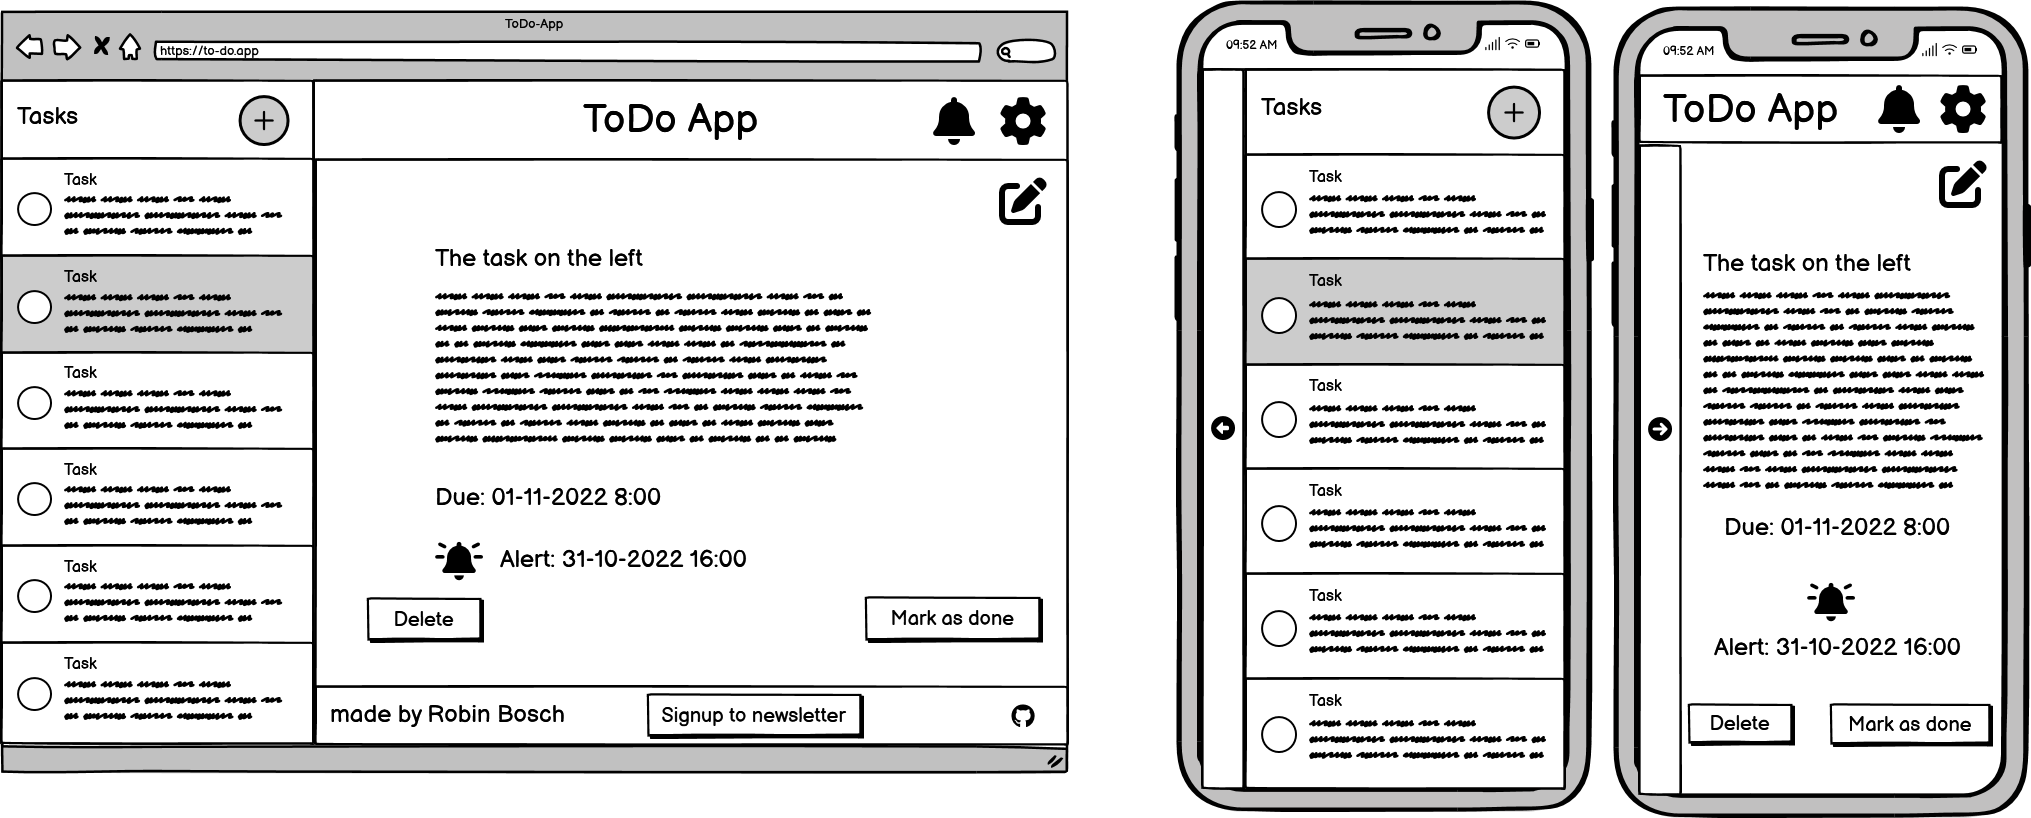 ToDo-App
https://to-do.app
Tasks
ToDo App
Task
Task
Task
Task
Task
Task
The task on the left
Due: 01-11-2022 8:00
Alert: 31-10-2022 16:00
Delete
Mark as done
made by Robin Bosch
Signup to newsletter
09:52 AM
Tasks
Task
Task
Task
Task
Task
Task
09:52 AM
ToDo App
The task on the left
Due: 01-11-2022 8:00
Alert: 31-10-2022 16:00
Delete
Mark as done